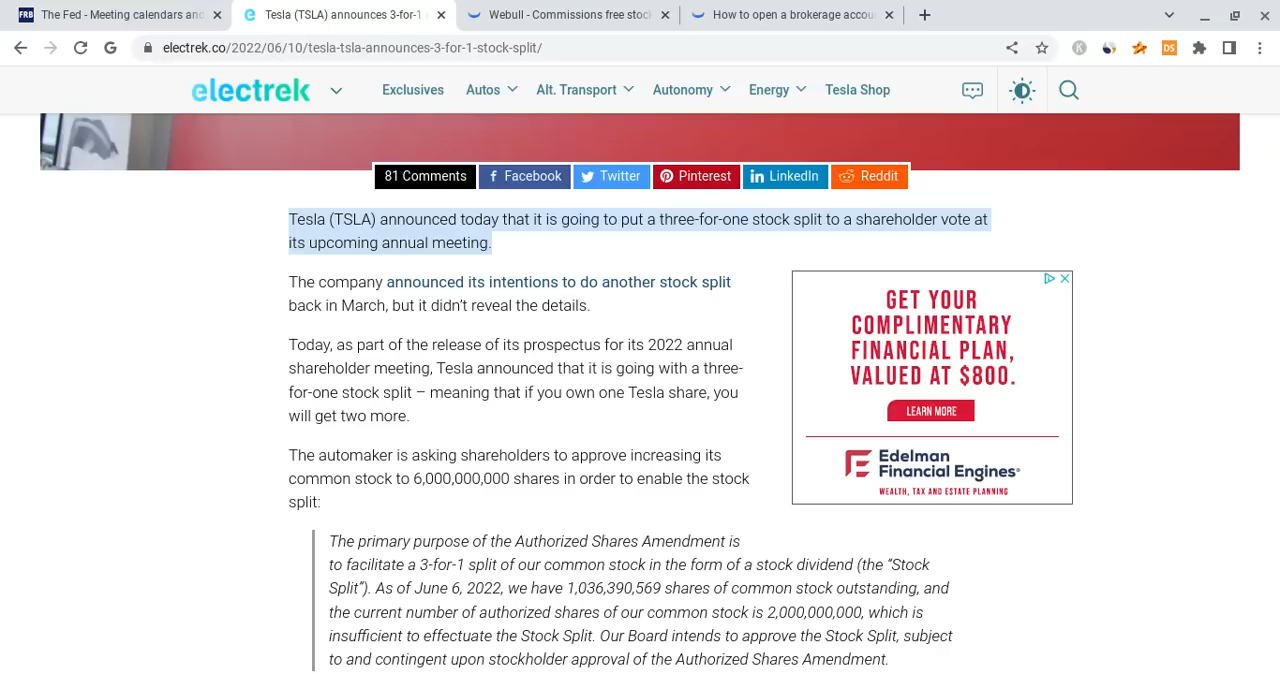 The Fed - Meeting calendars and
Tesla (TSLA) announces 3-for-1
Webull - Commissions free stoc
How to open a brokerage accou
electrek.co/2022/06/10/tesla-tsla-announces-3-for-1-stock-split/
electrek
Exclusives
Autos
Alt. Transport
Autonomy
Energy
Tesla Shop
81 Comments
Facebook
Twitter
Pinterest
LinkedIn
Reddit
Tesla (TSLA) announced today that it is going to put a three-for-one stock split to a shareholder vote at
its upcoming annual meeting.
The company announced its intentions to do another stock split
back in March, but it didn't reveal the details.
Today, as part of the release of its prospectus for its 2022 annual
shareholder meeting, Tesla announced that it is going with a three-
for-one stock split – meaning that if you own one Tesla share, you
will get two more.
The automaker is asking shareholders to approve increasing its
common stock to 6,000,000,000 shares in order to enable the stock
split:
GET YOUR
COMPLIMENTARY
FINANCIAL PLAN,
VALUED AT $800.
LEARN MORE
Edelman
Financial Engines®
WEALTH, TAX AND ESTATE PLANNING
The primary purpose of the Authorized Shares Amendment is
to facilitate a 3-for-1 split of our common stock in the form of a stock dividend (the “Stock
Split”). As of June 6, 2022, we have 1,036,390,569 shares of common stock outstanding, and
the current number of authorized shares of our common stock is 2,000,000,000, which is
insufficient to effectuate the Stock Split. Our Board intends to approve the Stock Split, subject
to and contingent upon stockholder approval of the Authorized Shares Amendment.